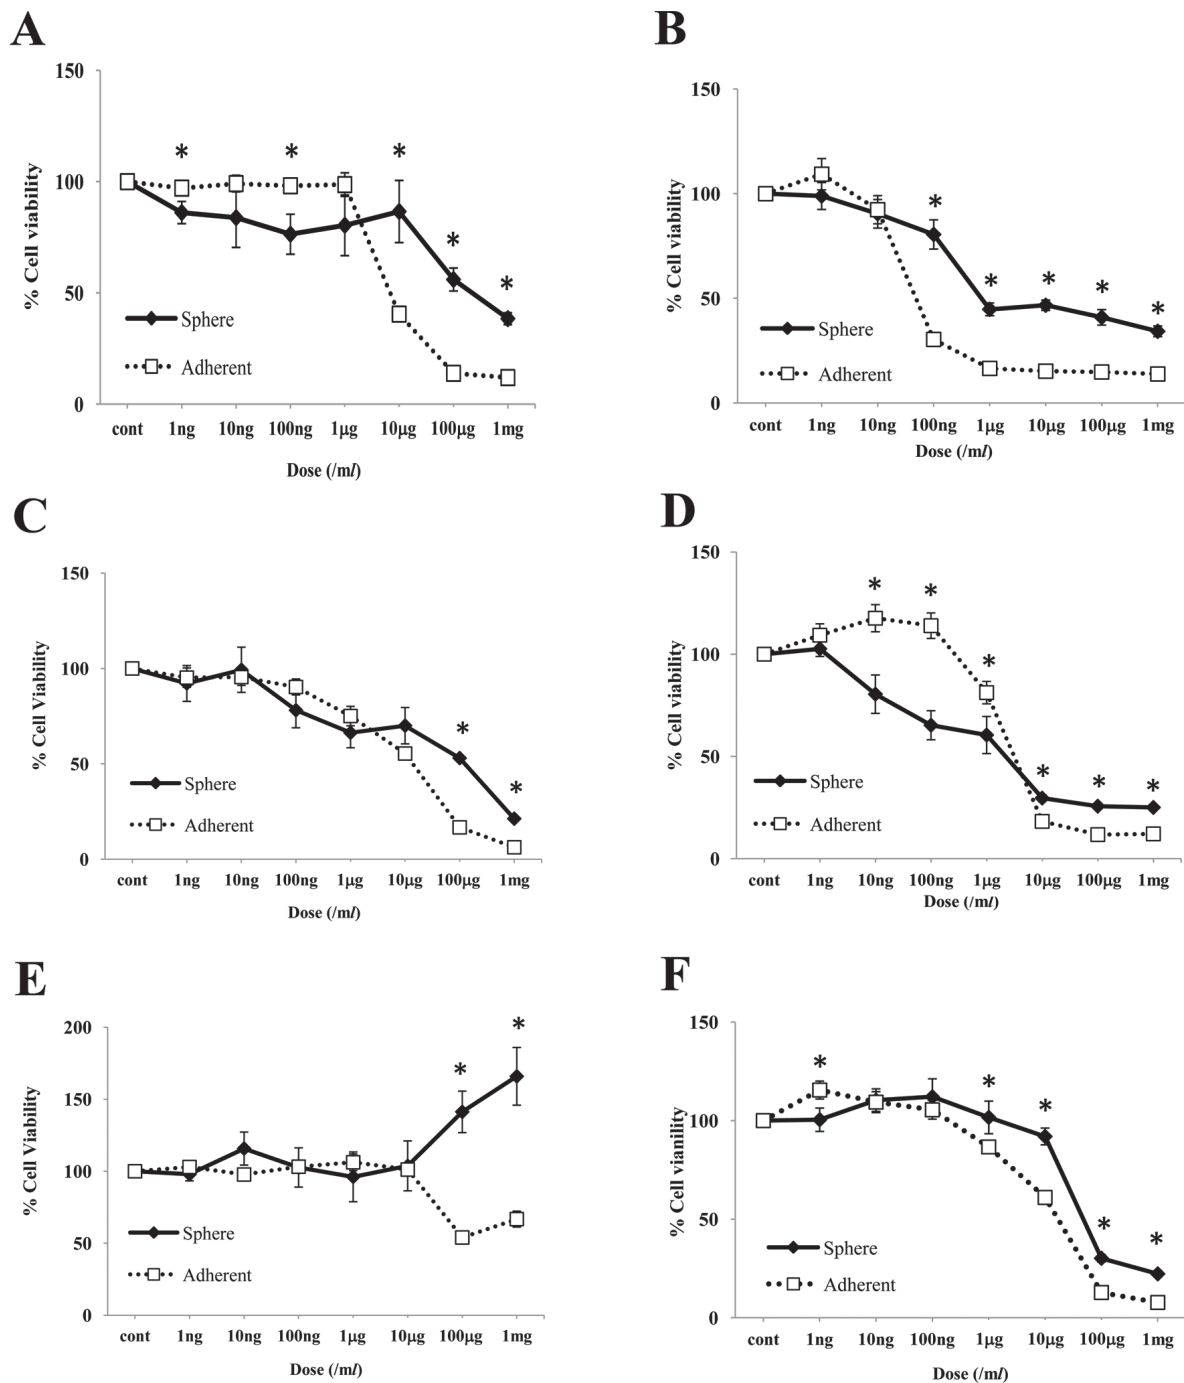 A
150
100
50
0
% Cell viability
* * * * *
Sphere
Adherent
cont 1ng 10ng 100ng 1μg 10μg 100μg 1mg
Dose (/ml)
B
150
100
50
0
% Cell viability
* * * * *
Sphere
Adherent
cont 1ng 10ng 100ng 1μg 10μg 100μg 1mg
Dose (/ml)
C
150
100
50
0
% Cell Viability
* *
Sphere
Adherent
cont 1ng 10ng 100ng 1μg 10μg 100μg 1mg
Dose (/ml)
D
150
100
50
0
% Cell viability
* * * * * *
Sphere
Adherent
cont 1ng 10ng 100ng 1μg 10μg 100μg 1mg
Dose (/ml)
E
200
150
100
50
0
% Cell Viability
* *
Sphere
Adherent
cont 1ng 10ng 100ng 1μg 10μg 100μg 1mg
Dose (/ml)
F
150
100
50
0
% Cell vianility
* * * * *
Sphere
Adherent
cont 1ng 10ng 100ng 1μg 10μg 100μg 1mg
Dose (/ml)